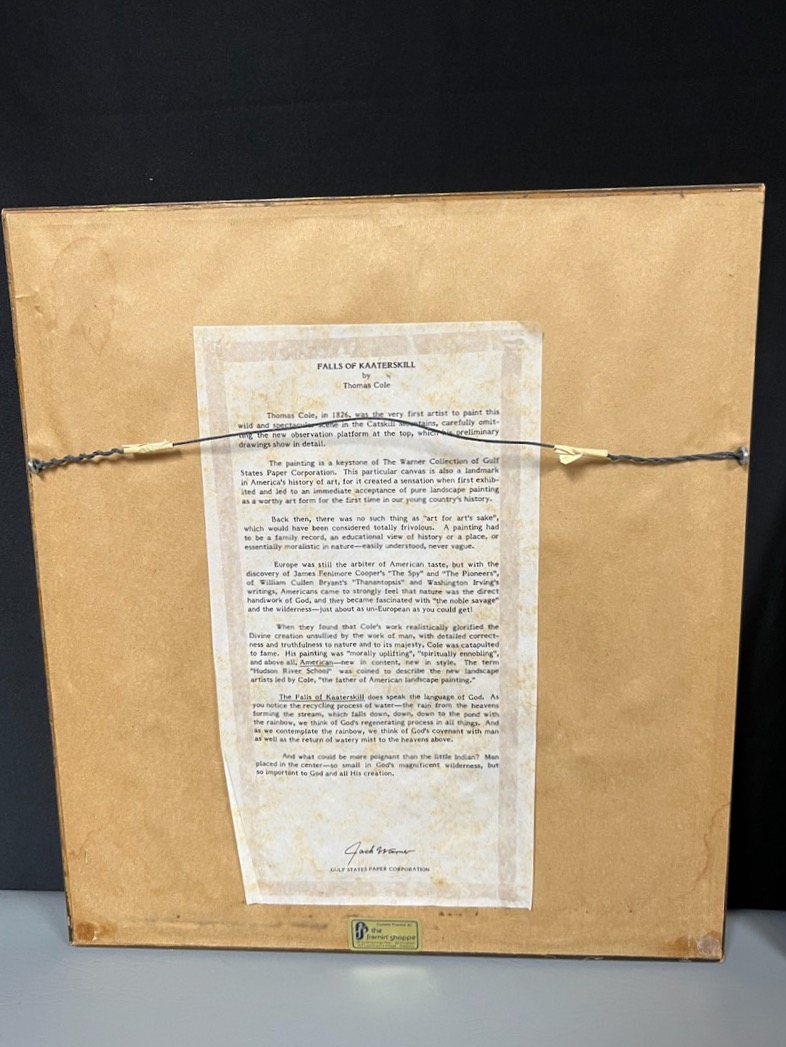 FALLS OF KAATERSKILL
by
Thomas Cole
Thomas Cole, in 1826, was the very first artist to paint this
wild and spectacular scene in the Catskill Mountains, carefully omit-
ting the new observation platform at the top, which his preliminary
drawings show in detail.
The painting is a keystone of The Warner Collection of Gulf
States Paper Corporation. This particular canvas is also a landmark
in America's history of art, for it created a sensation when first exhib-
ited and led to an immediate acceptance of pure landscape painting
as a worthy art form for the first time in our young country's history.
Back then, there was no such thing as "art for art's sake",
which would have been considered totally frivolous. A painting had
to be a family record, an educational view of history or a place, or
essentially moralistic in nature—easily understood, never vague.
Europe was still the arbiter of American taste, but with the
discovery of James Fenimore Cooper's "The Spy" and "The Pioneers",
of William Cullen Bryant's "Thanantopsis" and Washington Irving's
writings, Americans came to strongly feel that nature was the direct
handiwork of God, and they became fascinated with "the noble savage"
and the wilderness—just about as un-European as you could get!
When they found that Cole's work realistically glorified the
Divine creation unsullied by the work of man, with detailed correct-
ness and truthfulness to nature and to its majesty, Cole was catapulted
to fame. His painting was "morally uplifting", "spiritually ennobling",
and above all, American—new in content, new in style. The term
"Hudson River School" was coined to describe the new landscape
artists led by Cole, "the father of American landscape painting."
The Falls of Kaaterskill does speak the language of God. As
you notice the recycling process of water—the rain from the heavens
forming the stream, which falls down, down, down to the pond with
the rainbow, we think of God's regenerating process in all things. And
as we contemplate the rainbow, we think of God's covenant with man
as well as the return of watery mist to the heavens above.
And what could be more poignant than the little Indian? Man
placed in the center—so small in God's magnificent wilderness, but
so important to God and all His creation.
Jack Warner
GULF STATES PAPER CORPORATION
the
framin' shoppe